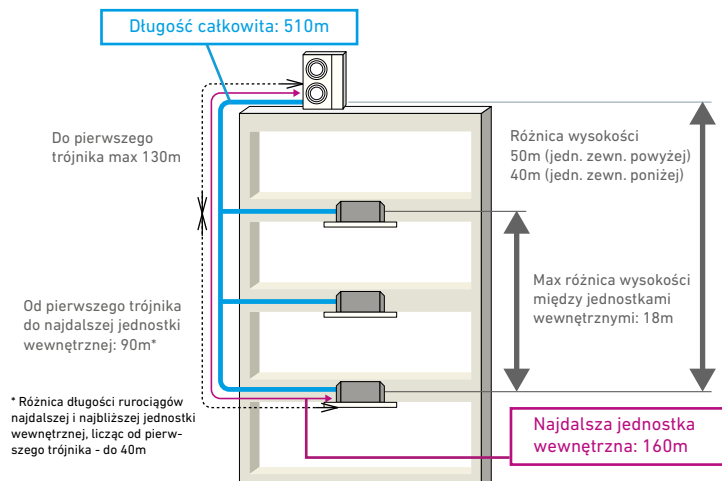 Długość całkowita: 510m
Do pierwszego
trójnika max 130m
Różnica wysokości
50m (jedn. zewn. powyżej)
40m (jedn. zewn. poniżej)
Max różnica wysokości
między jednostkami
wewnętrznymi: 18m
Od pierwszego trójnika
do najdalszej jednostki
wewnętrznej: 90m*
* Różnica długości rurociągów
najdalszej i najbliższej jednostki
wewnętrznej, licząc od pierw-
szego trójnika - do 40m
Najdalsza jednostka
wewnętrzna: 160m